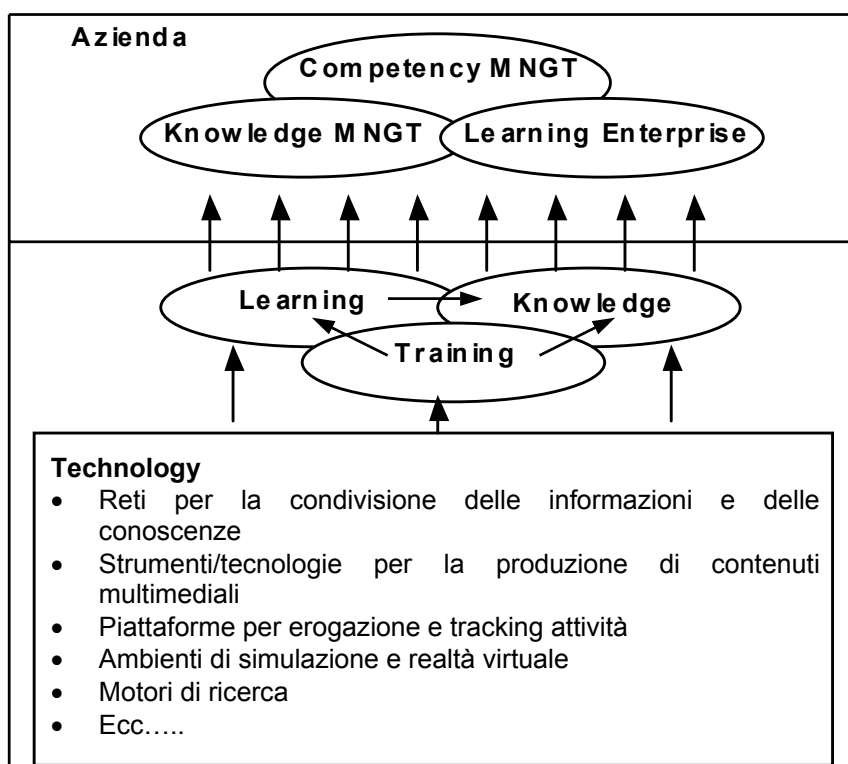 Azienda
Competency MNGT
Knowledge MNGT
Learning Enterprise
Learning
Knowledge
Training
Technology
• Reti per la condivisione delle informazioni e delle
conoscenze
• Strumenti/tecnologie per la produzione di contenuti
multimediali
• Piattaforme per erogazione e tracking attività
• Ambienti di simulazione e realtà virtuale
• Motori di ricerca
• Ecc…..